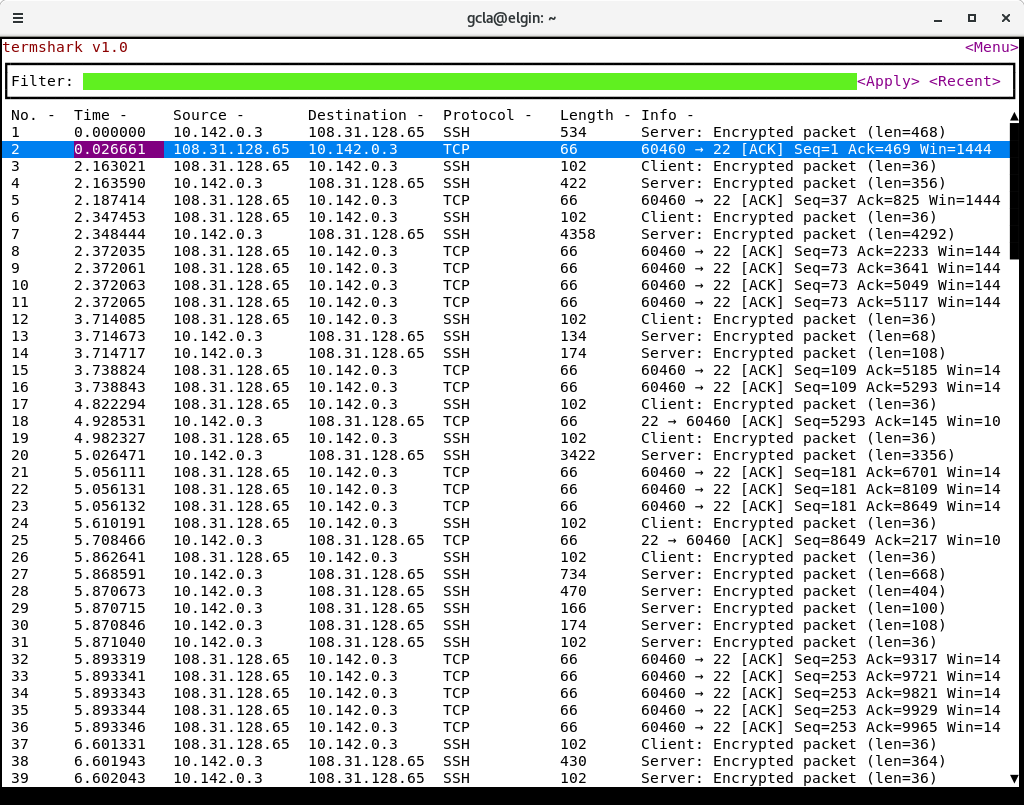 gcla@elgin: ~
termshark v1.0 <Menu>
Filter: <Apply> <Recent>
No. - Time - Source - Destination - Protocol - Length - Info -
1 0.000000 10.142.0.3 108.31.128.65 SSH 534 Server: Encrypted packet (len=468)
2 0.026661 108.31.128.65 10.142.0.3 TCP 66 60460 → 22 [ACK] Seq=1 Ack=469 Win=1444
3 2.163021 108.31.128.65 10.142.0.3 SSH 102 Client: Encrypted packet (len=36)
4 2.163590 10.142.0.3 108.31.128.65 SSH 422 Server: Encrypted packet (len=356)
5 2.187414 108.31.128.65 10.142.0.3 TCP 66 60460 → 22 [ACK] Seq=37 Ack=825 Win=1444
6 2.347453 108.31.128.65 10.142.0.3 SSH 102 Client: Encrypted packet (len=36)
7 2.348444 10.142.0.3 108.31.128.65 SSH 4358 Server: Encrypted packet (len=4292)
8 2.372035 108.31.128.65 10.142.0.3 TCP 66 60460 → 22 [ACK] Seq=73 Ack=2233 Win=144
9 2.372061 108.31.128.65 10.142.0.3 TCP 66 60460 → 22 [ACK] Seq=73 Ack=3641 Win=144
10 2.372063 108.31.128.65 10.142.0.3 TCP 66 60460 → 22 [ACK] Seq=73 Ack=5049 Win=144
11 2.372065 108.31.128.65 10.142.0.3 TCP 66 60460 → 22 [ACK] Seq=73 Ack=5117 Win=144
12 3.714085 108.31.128.65 10.142.0.3 SSH 102 Client: Encrypted packet (len=36)
13 3.714673 10.142.0.3 108.31.128.65 SSH 134 Server: Encrypted packet (len=68)
14 3.714717 10.142.0.3 108.31.128.65 SSH 174 Server: Encrypted packet (len=108)
15 3.738824 108.31.128.65 10.142.0.3 TCP 66 60460 → 22 [ACK] Seq=109 Ack=5185 Win=14
16 3.738843 108.31.128.65 10.142.0.3 TCP 66 60460 → 22 [ACK] Seq=109 Ack=5293 Win=14
17 4.822294 108.31.128.65 10.142.0.3 SSH 102 Client: Encrypted packet (len=36)
18 4.928531 10.142.0.3 108.31.128.65 TCP 66 22 → 60460 [ACK] Seq=5293 Ack=145 Win=10
19 4.982327 108.31.128.65 10.142.0.3 SSH 102 Client: Encrypted packet (len=36)
20 5.026471 10.142.0.3 108.31.128.65 SSH 3422 Server: Encrypted packet (len=3356)
21 5.056111 108.31.128.65 10.142.0.3 TCP 66 60460 → 22 [ACK] Seq=181 Ack=6701 Win=14
22 5.056131 108.31.128.65 10.142.0.3 TCP 66 60460 → 22 [ACK] Seq=181 Ack=8109 Win=14
23 5.056132 108.31.128.65 10.142.0.3 TCP 66 60460 → 22 [ACK] Seq=181 Ack=8649 Win=14
24 5.610191 108.31.128.65 10.142.0.3 SSH 102 Client: Encrypted packet (len=36)
25 5.708466 10.142.0.3 108.31.128.65 TCP 66 22 → 60460 [ACK] Seq=8649 Ack=217 Win=10
26 5.862641 108.31.128.65 10.142.0.3 SSH 102 Client: Encrypted packet (len=36)
27 5.868591 10.142.0.3 108.31.128.65 SSH 734 Server: Encrypted packet (len=668)
28 5.870673 10.142.0.3 108.31.128.65 SSH 470 Server: Encrypted packet (len=404)
29 5.870715 10.142.0.3 108.31.128.65 SSH 166 Server: Encrypted packet (len=100)
30 5.870846 10.142.0.3 108.31.128.65 SSH 174 Server: Encrypted packet (len=108)
31 5.871040 10.142.0.3 108.31.128.65 SSH 102 Server: Encrypted packet (len=36)
32 5.893319 108.31.128.65 10.142.0.3 TCP 66 60460 → 22 [ACK] Seq=253 Ack=9317 Win=14
33 5.893341 108.31.128.65 10.142.0.3 TCP 66 60460 → 22 [ACK] Seq=253 Ack=9721 Win=14
34 5.893343 108.31.128.65 10.142.0.3 TCP 66 60460 → 22 [ACK] Seq=253 Ack=9821 Win=14
35 5.893344 108.31.128.65 10.142.0.3 TCP 66 60460 → 22 [ACK] Seq=253 Ack=9929 Win=14
36 5.893346 108.31.128.65 10.142.0.3 TCP 66 60460 → 22 [ACK] Seq=253 Ack=9965 Win=14
37 6.601331 108.31.128.65 10.142.0.3 SSH 102 Client: Encrypted packet (len=36)
38 6.601943 10.142.0.3 108.31.128.65 SSH 430 Server: Encrypted packet (len=364)
39 6.602043 10.142.0.3 108.31.128.65 SSH 102 Server: Encrypted packet (len=36)